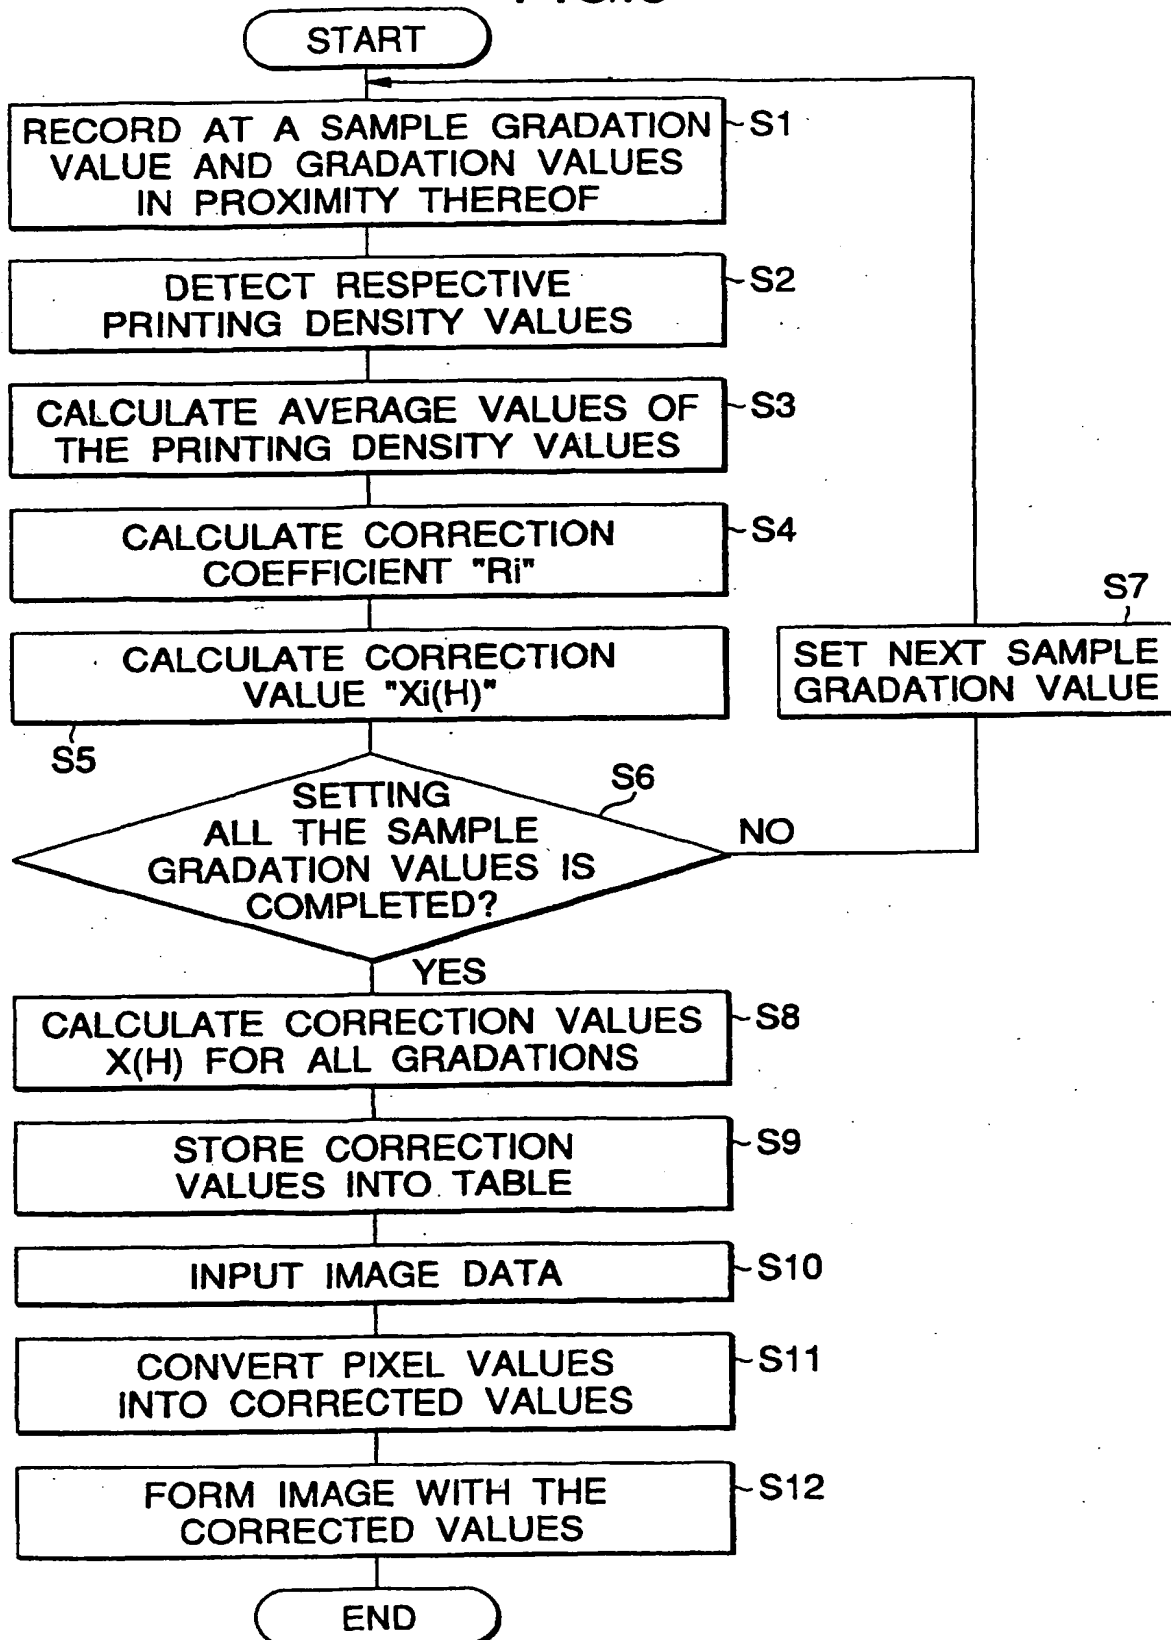 START
RECORD AT A SAMPLE GRADATION
VALUE AND GRADATION VALUES
IN PROXIMITY THEREOF
S1
DETECT RESPECTIVE
PRINTING DENSITY VALUES
S2
CALCULATE AVERAGE VALUES OF
THE PRINTING DENSITY VALUES
S3
CALCULATE CORRECTION
COEFFICIENT "Ri"
S4
CALCULATE CORRECTION
VALUE "Xi(H)"
S5
SETTING
ALL THE SAMPLE
GRADATION VALUES IS
COMPLETED?
S6
NO
S7
SET NEXT SAMPLE
GRADATION VALUE
YES
CALCULATE CORRECTION VALUES
X(H) FOR ALL GRADATIONS
S8
STORE CORRECTION
VALUES INTO TABLE
S9
INPUT IMAGE DATA
S10
CONVERT PIXEL VALUES
INTO CORRECTED VALUES
S11
FORM IMAGE WITH THE
CORRECTED VALUES
S12
END